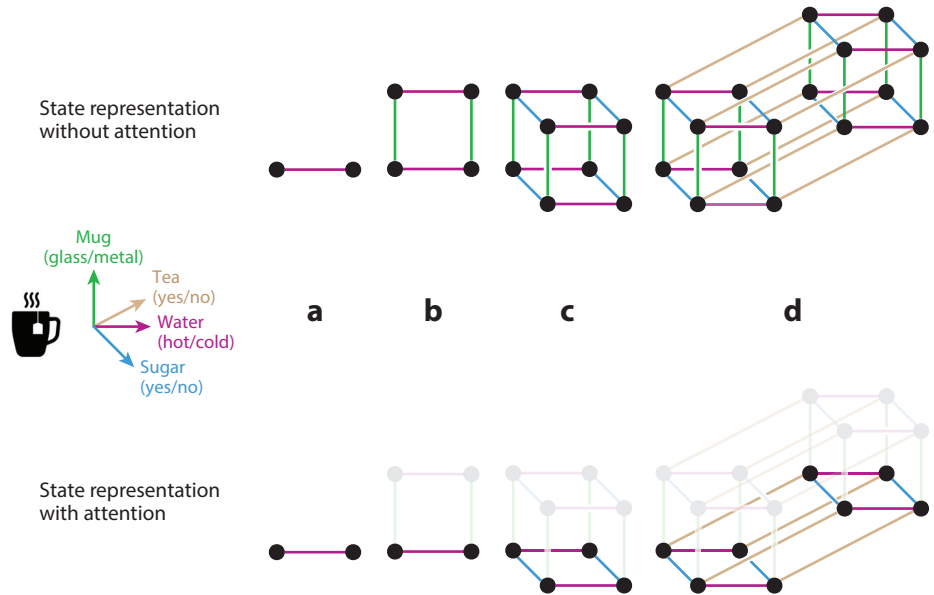 State representation
without attention
Mug
(glass/metal)
Tea
(yes/no)
Water
(hot/cold)
Sugar
(yes/no)
a
b
c
d
State representation
with attention